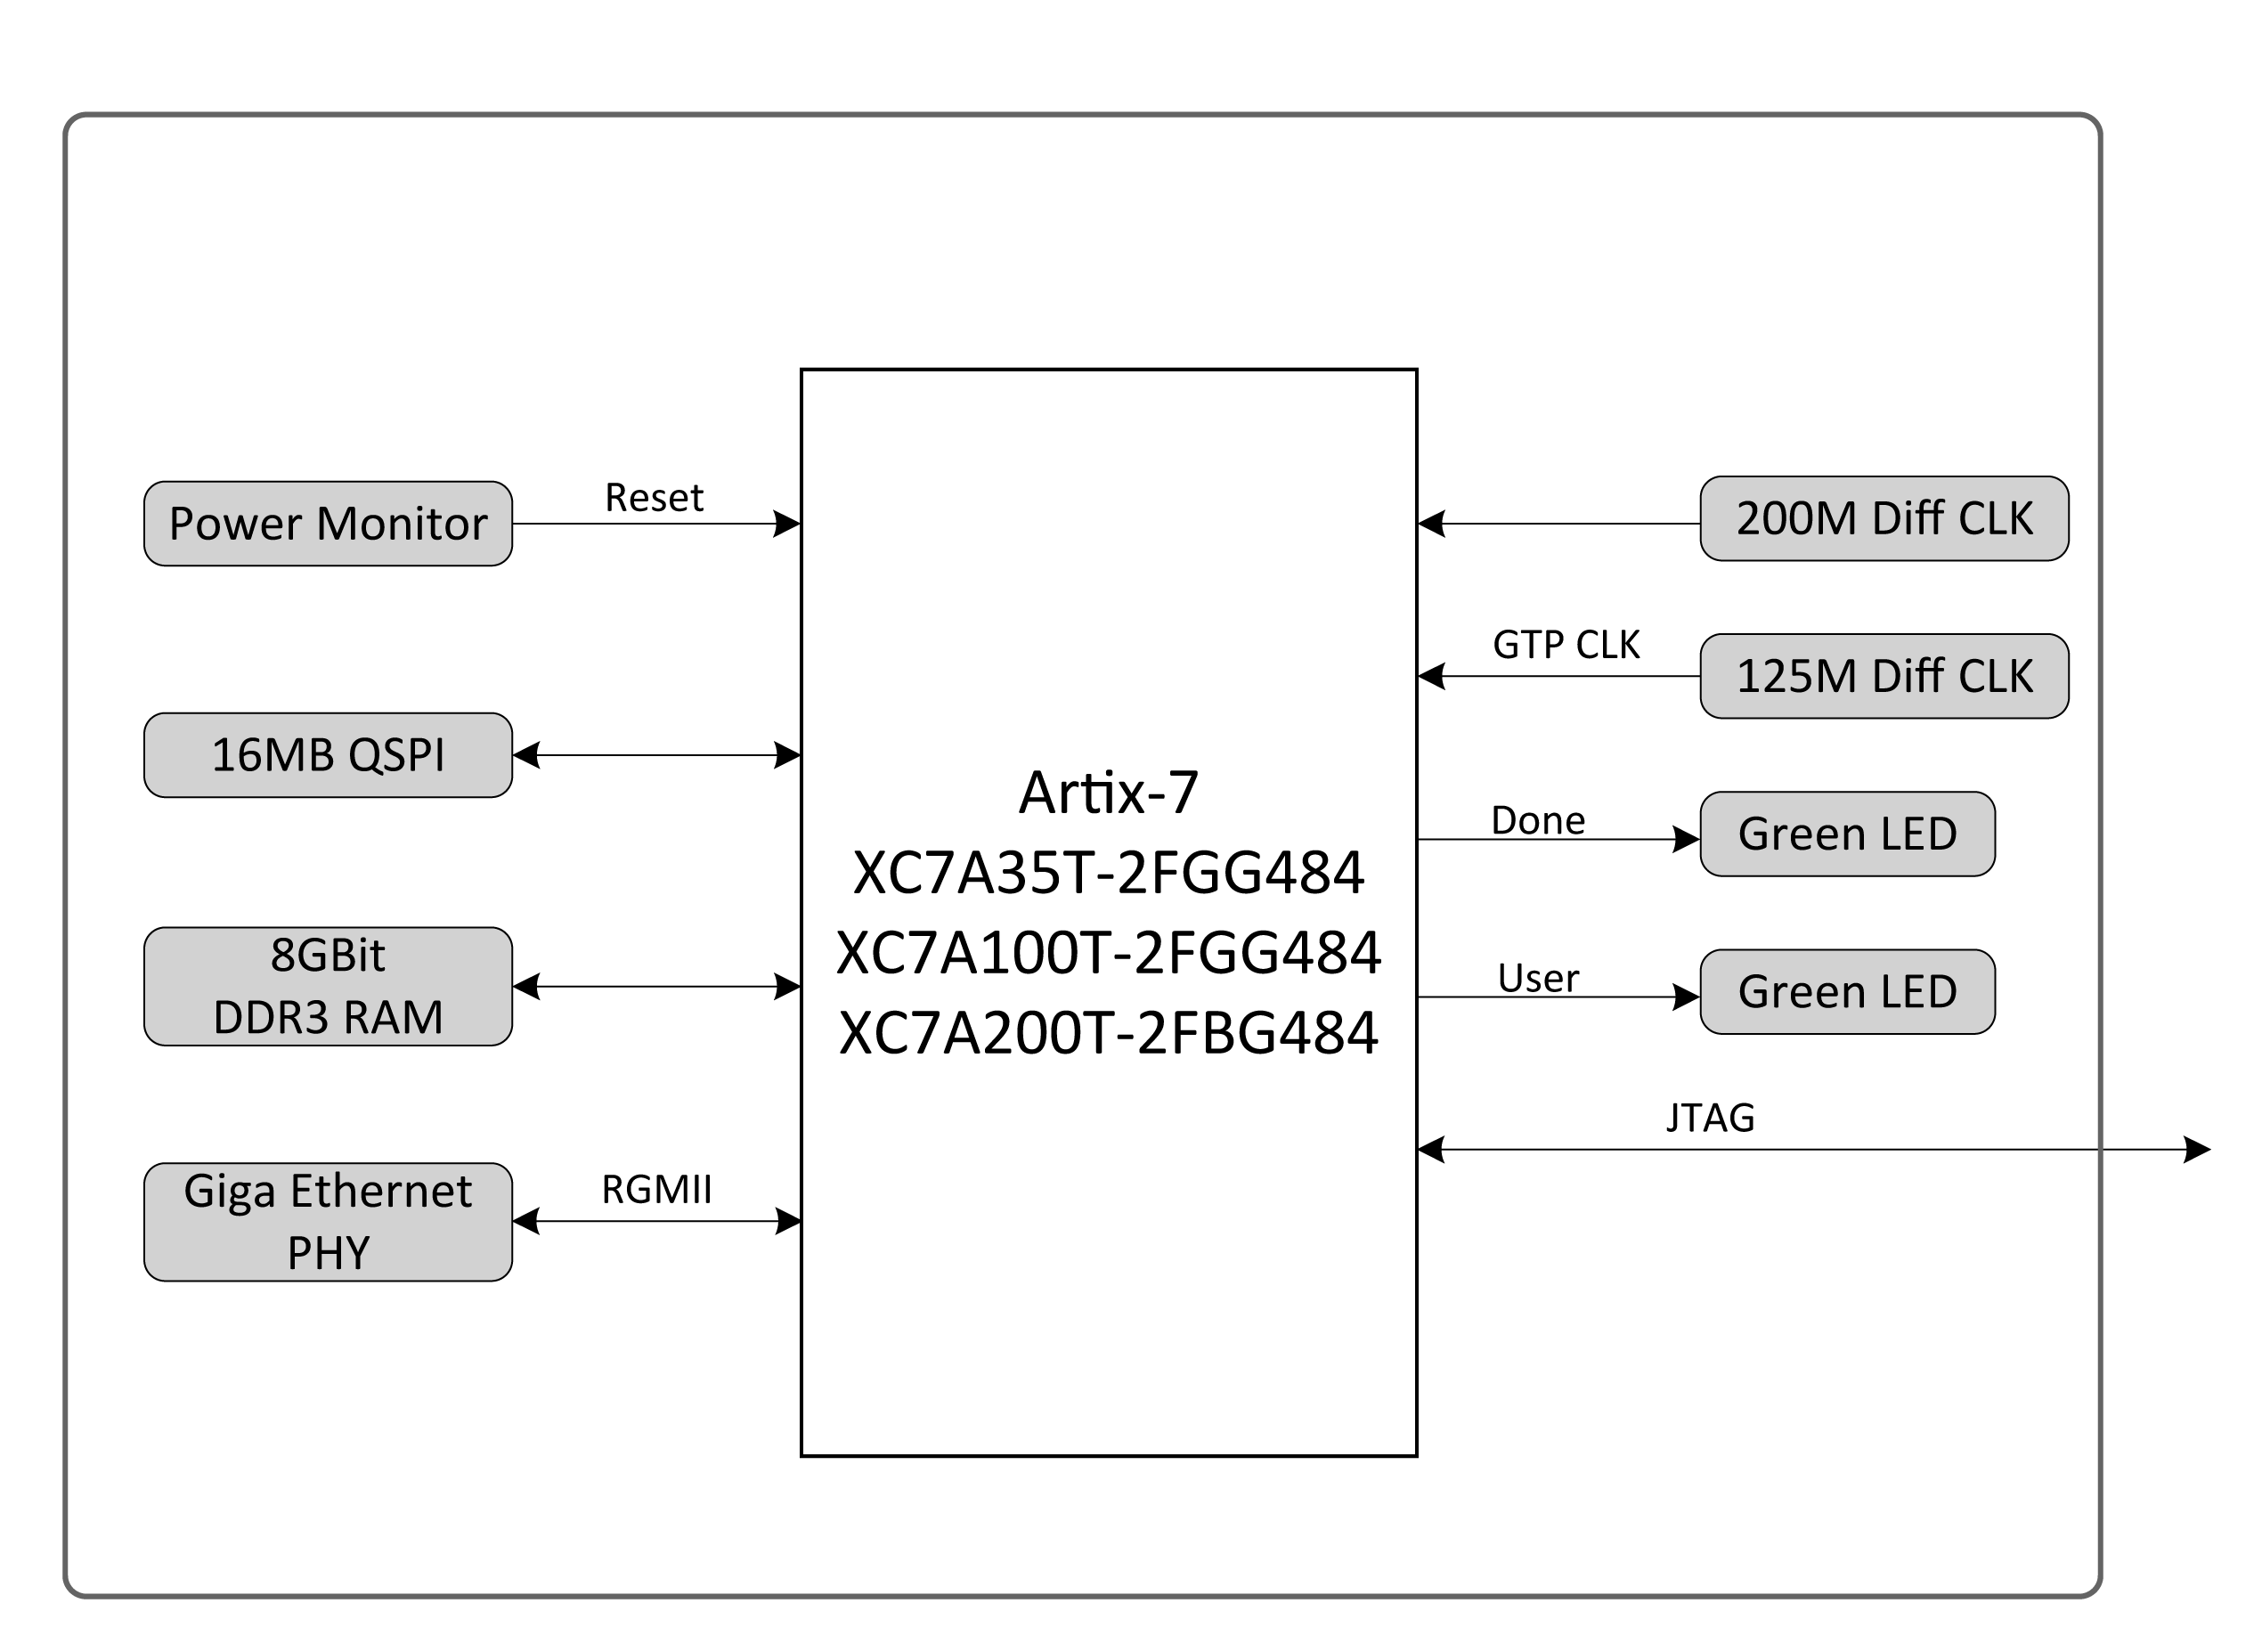 Power Monitor
Reset
16MB QSPI
8GBit
DDR3 RAM
Giga Ethernet
PHY
RGMII
Artix-7
XC7A35T-2FGG484
XC7A100T-2FGG484
XC7A200T-2FBG484
200M Diff CLK
GTP CLK
125M Diff CLK
Done
Green LED
User
Green LED
JTAG